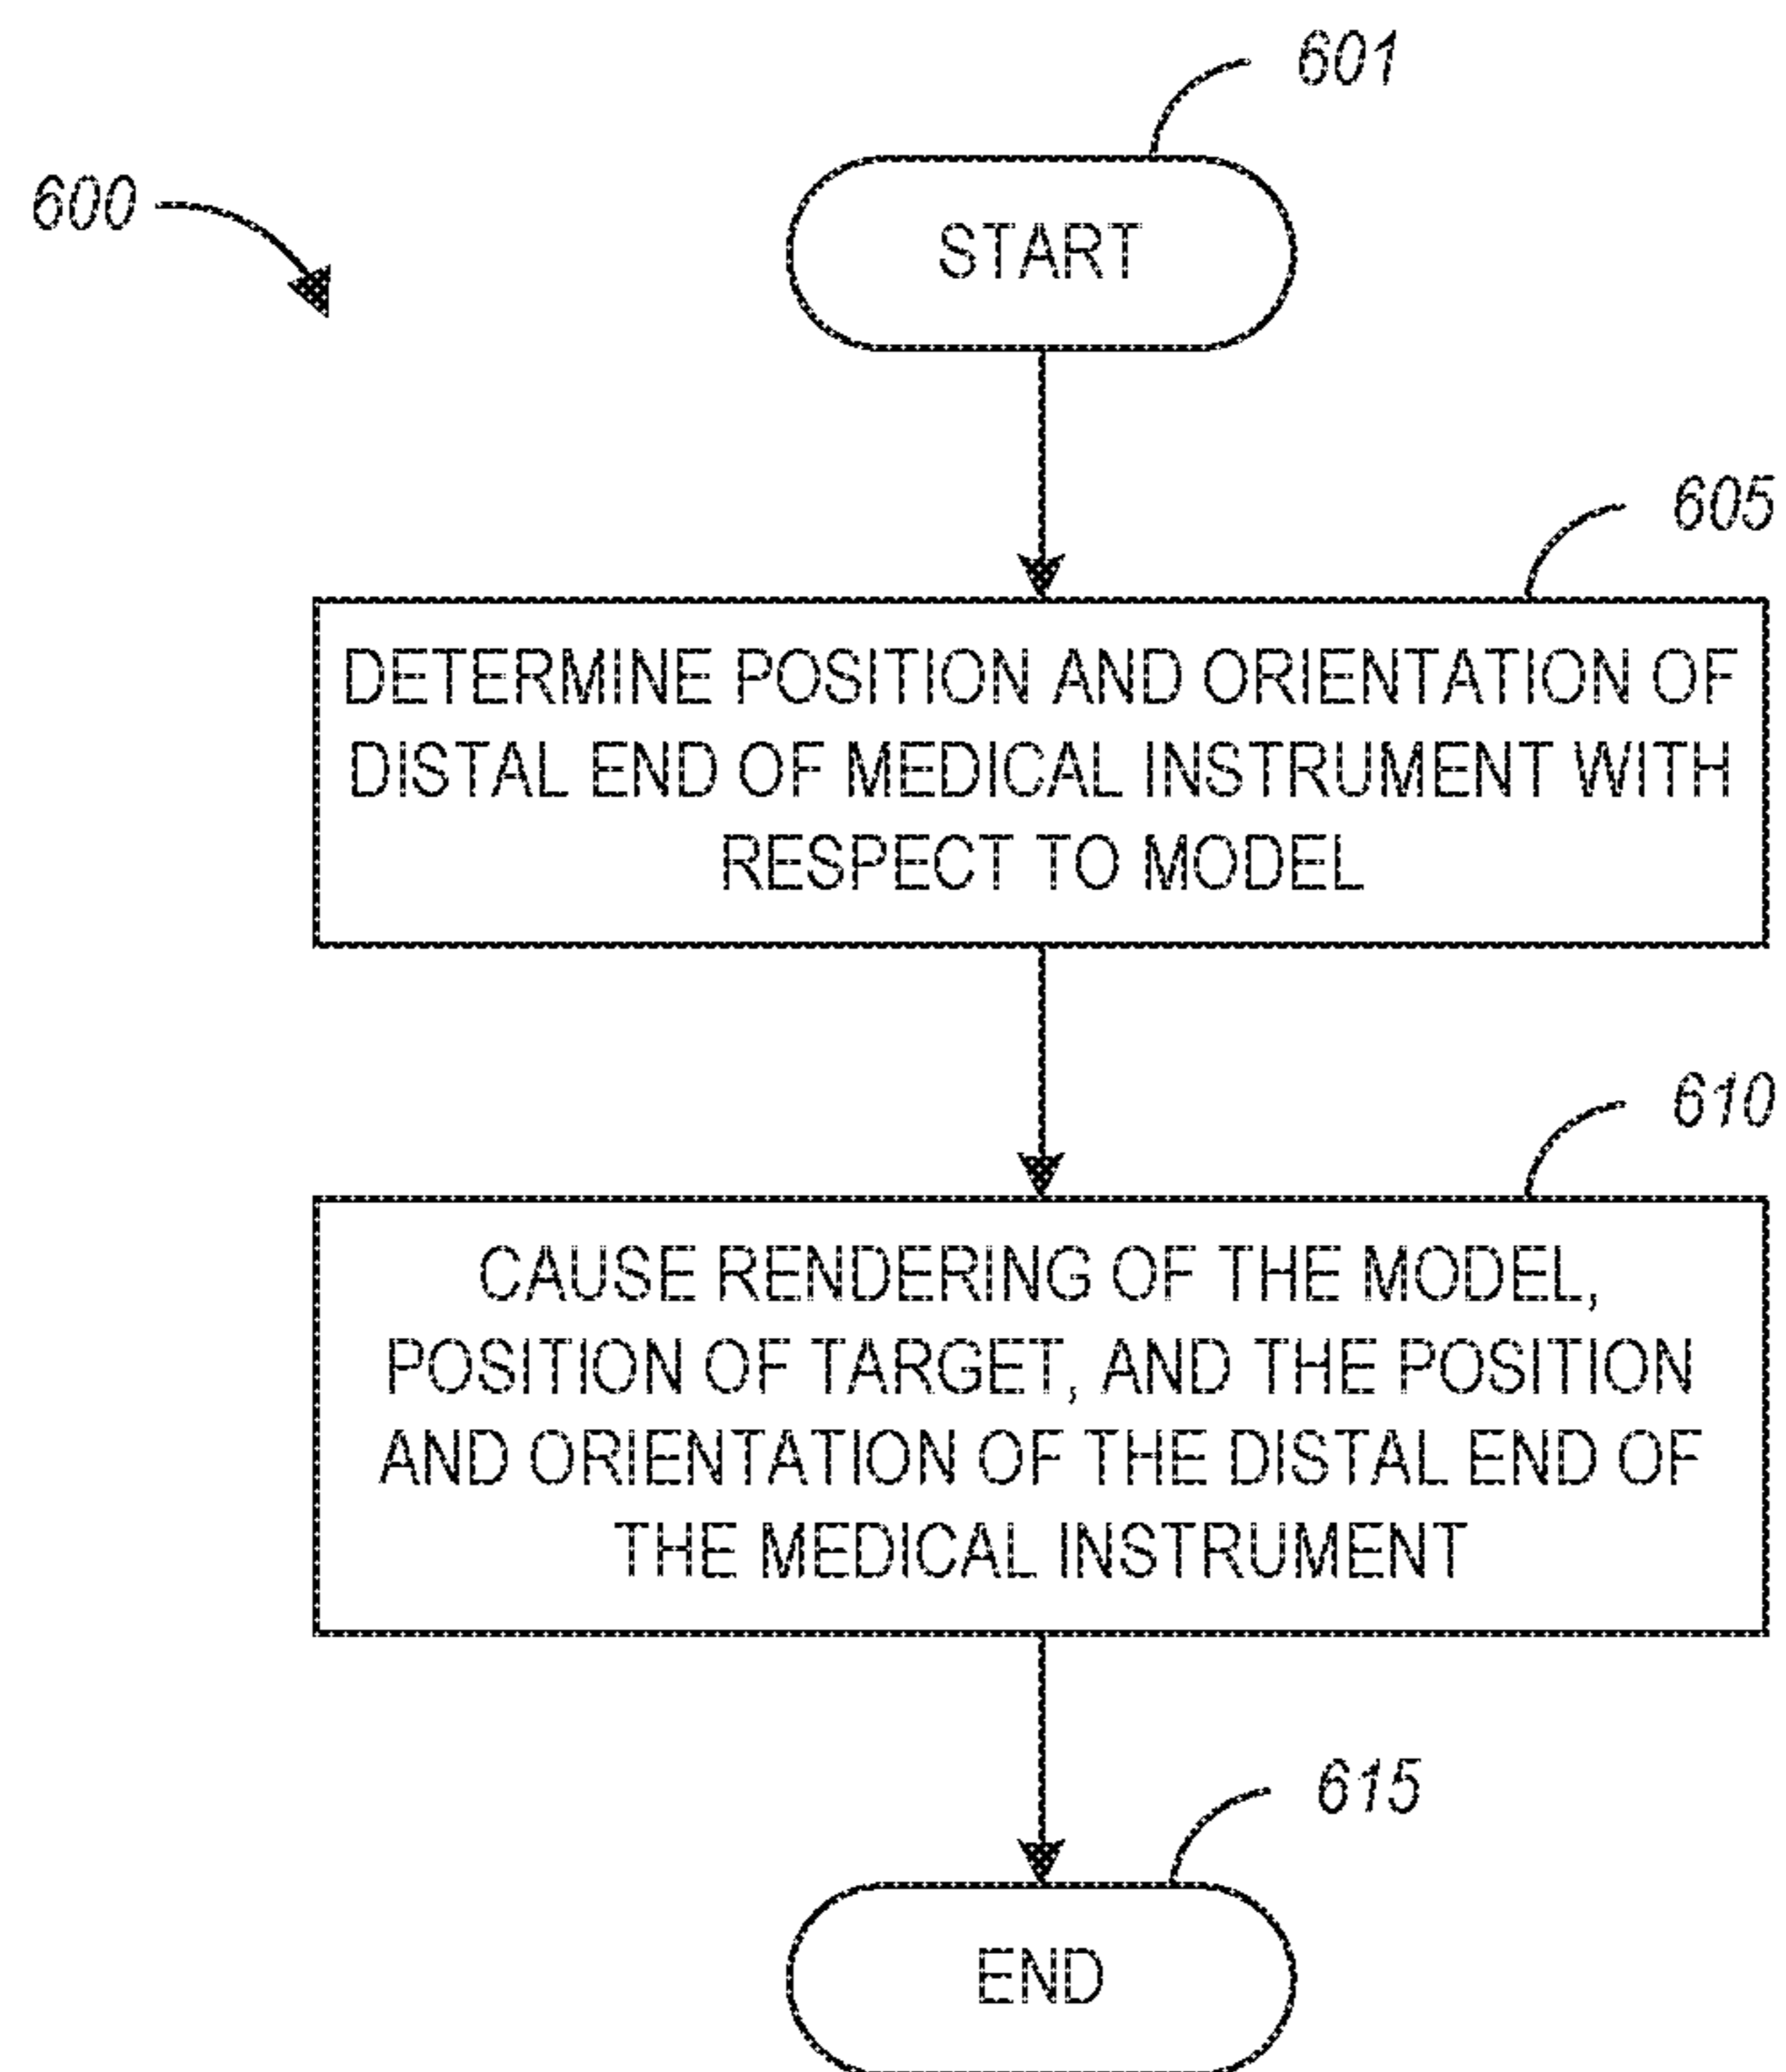 601
600
START
605
DETERMINE POSITION AND ORIENTATION OF
DISTAL END OF MEDICAL INSTRUMENT WITH
RESPECT TO MODEL
610
CAUSE RENDERING OF THE MODEL,
POSITION OF TARGET, AND THE POSITION
AND ORIENTATION OF THE DISTAL END OF
THE MEDICAL INSTRUMENT
615
END